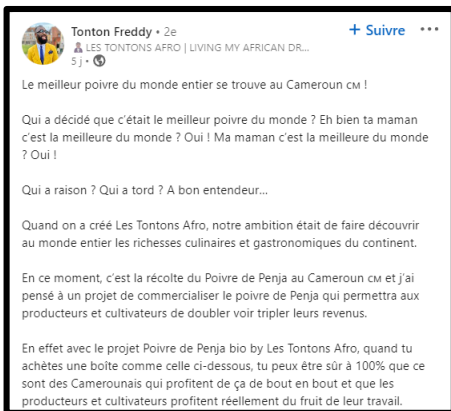 Tonton Freddy • 2e
+ Suivre ...
LES TONTONS AFRO | LIVING MY AFRICAN DR...
5 j •
Le meilleur poivre du monde entier se trouve au Cameroun CM !
Qui a décidé que c'était le meilleur poivre du monde ? Eh bien ta maman
c'est la meilleure du monde ? Oui ! Ma maman c'est la meilleure du monde
? Oui !
Qui a raison ? Qui a tord ? A bon entendeur...
Quand on a créé Les Tontons Afro, notre ambition était de faire découvrir
au monde entier les richesses culinaires et gastronomiques du continent.
En ce moment, c'est la récolte du Poivre de Penja au Cameroun CM et j'ai
pensé à un projet de commercialiser le poivre de Penja qui permettra aux
producteurs et cultivateurs de doubler voir tripler leurs revenus.
En effet avec le projet Poivre de Penja bio by Les Tontons Afro, quand tu
achètes une boîte comme celle ci-dessous, tu peux être sûr à 100% que ce
sont des Camerounais qui profitent de ça de bout en bout et que les
producteurs et cultivateurs profitent réellement du fruit de leur travail.